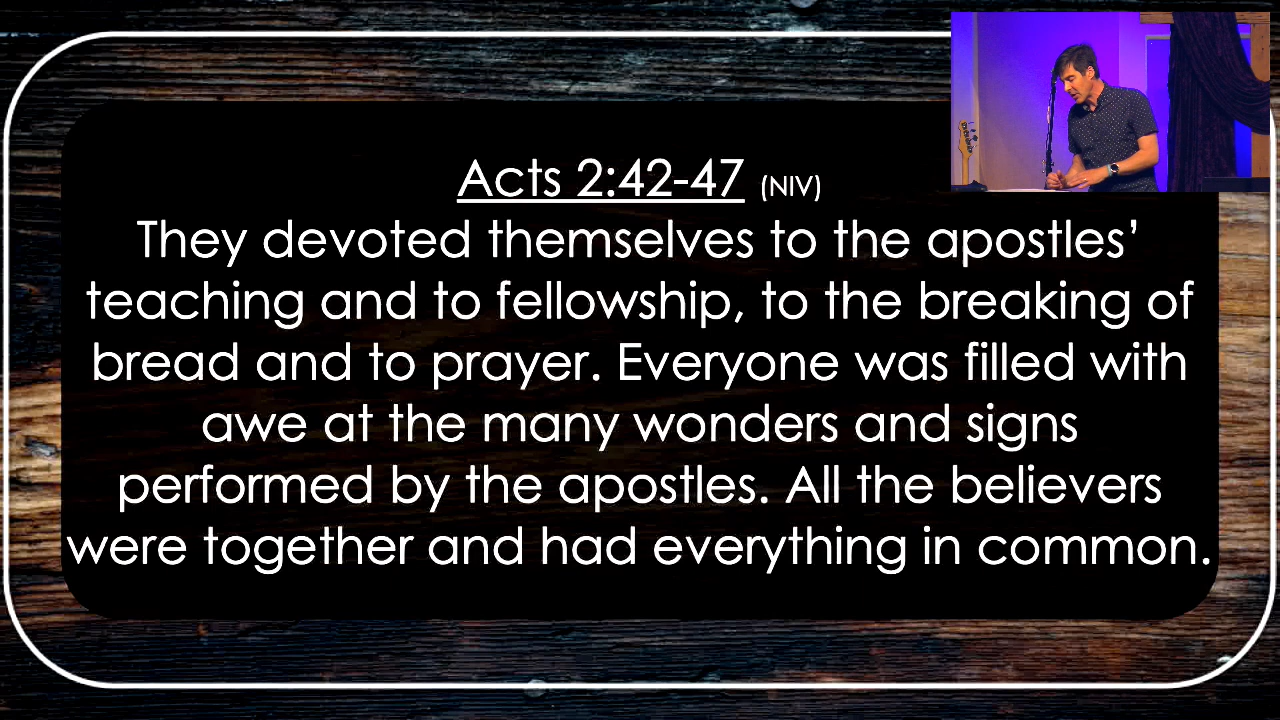 Acts 2:42-47 (NIV)
They devoted themselves to the apostles’
teaching and to fellowship, to the breaking of
bread and to prayer. Everyone was filled with
awe at the many wonders and signs
performed by the apostles. All the believers
were together and had everything in common.